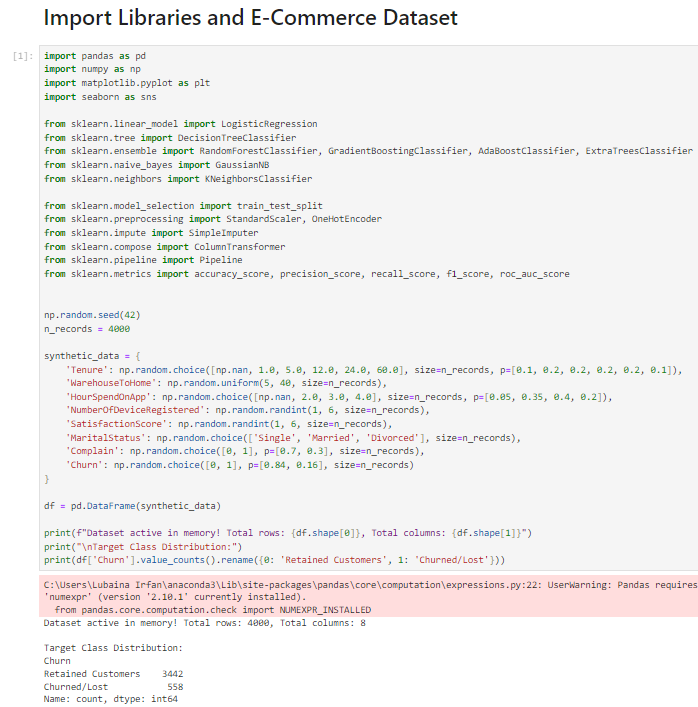 Import Libraries and E-Commerce Dataset
[1]:
import pandas as pd
import numpy as np
import matplotlib.pyplot as plt
import seaborn as sns

from sklearn.linear_model import LogisticRegression
from sklearn.tree import DecisionTreeClassifier
from sklearn.ensemble import RandomForestClassifier, GradientBoostingClassifier, AdaBoostClassifier, ExtraTreesClassifier
from sklearn.naive_bayes import GaussianNB
from sklearn.neighbors import KNeighborsClassifier

from sklearn.model_selection import train_test_split
from sklearn.preprocessing import StandardScaler, OneHotEncoder
from sklearn.impute import SimpleImputer
from sklearn.compose import ColumnTransformer
from sklearn.pipeline import Pipeline
from sklearn.metrics import accuracy_score, precision_score, recall_score, f1_score, roc_auc_score


np.random.seed(42)
n_records = 4000

synthetic_data = {
    'Tenure': np.random.choice([np.nan, 1.0, 5.0, 12.0, 24.0, 60.0], size=n_records, p=[0.1, 0.2, 0.2, 0.2, 0.2, 0.1]),
    'WarehouseToHome': np.random.uniform(5, 40, size=n_records),
    'HourSpendOnApp': np.random.choice([np.nan, 2.0, 3.0, 4.0], size=n_records, p=[0.05, 0.35, 0.4, 0.2]),
    'NumberOfDeviceRegistered': np.random.randint(1, 6, size=n_records),
    'SatisfactionScore': np.random.randint(1, 6, size=n_records),
    'MaritalStatus': np.random.choice(['Single', 'Married', 'Divorced'], size=n_records),
    'Complain': np.random.choice([0, 1], p=[0.7, 0.3], size=n_records),
    'Churn': np.random.choice([0, 1], p=[0.84, 0.16], size=n_records)
}

df = pd.DataFrame(synthetic_data)

print(f"Dataset active in memory! Total rows: {df.shape[0]}, Total columns: {df.shape[1]}")
print("\nTarget Class Distribution:")
print(df['Churn'].value_counts().rename({0: 'Retained Customers', 1: 'Churned/Lost'}))
C:\Users\Lubaina Irfan\anaconda3\Lib\site-packages\pandas\core\computation\expressions.py:22: UserWarning: Pandas requires
'numexpr' (version '2.10.1' currently installed).
  from pandas.core.computation.check import NUMEXPR_INSTALLED
Dataset active in memory! Total rows: 4000, Total columns: 8

Target Class Distribution:
Churn
Retained Customers    3442
Churned/Lost           558
Name: count, dtype: int64